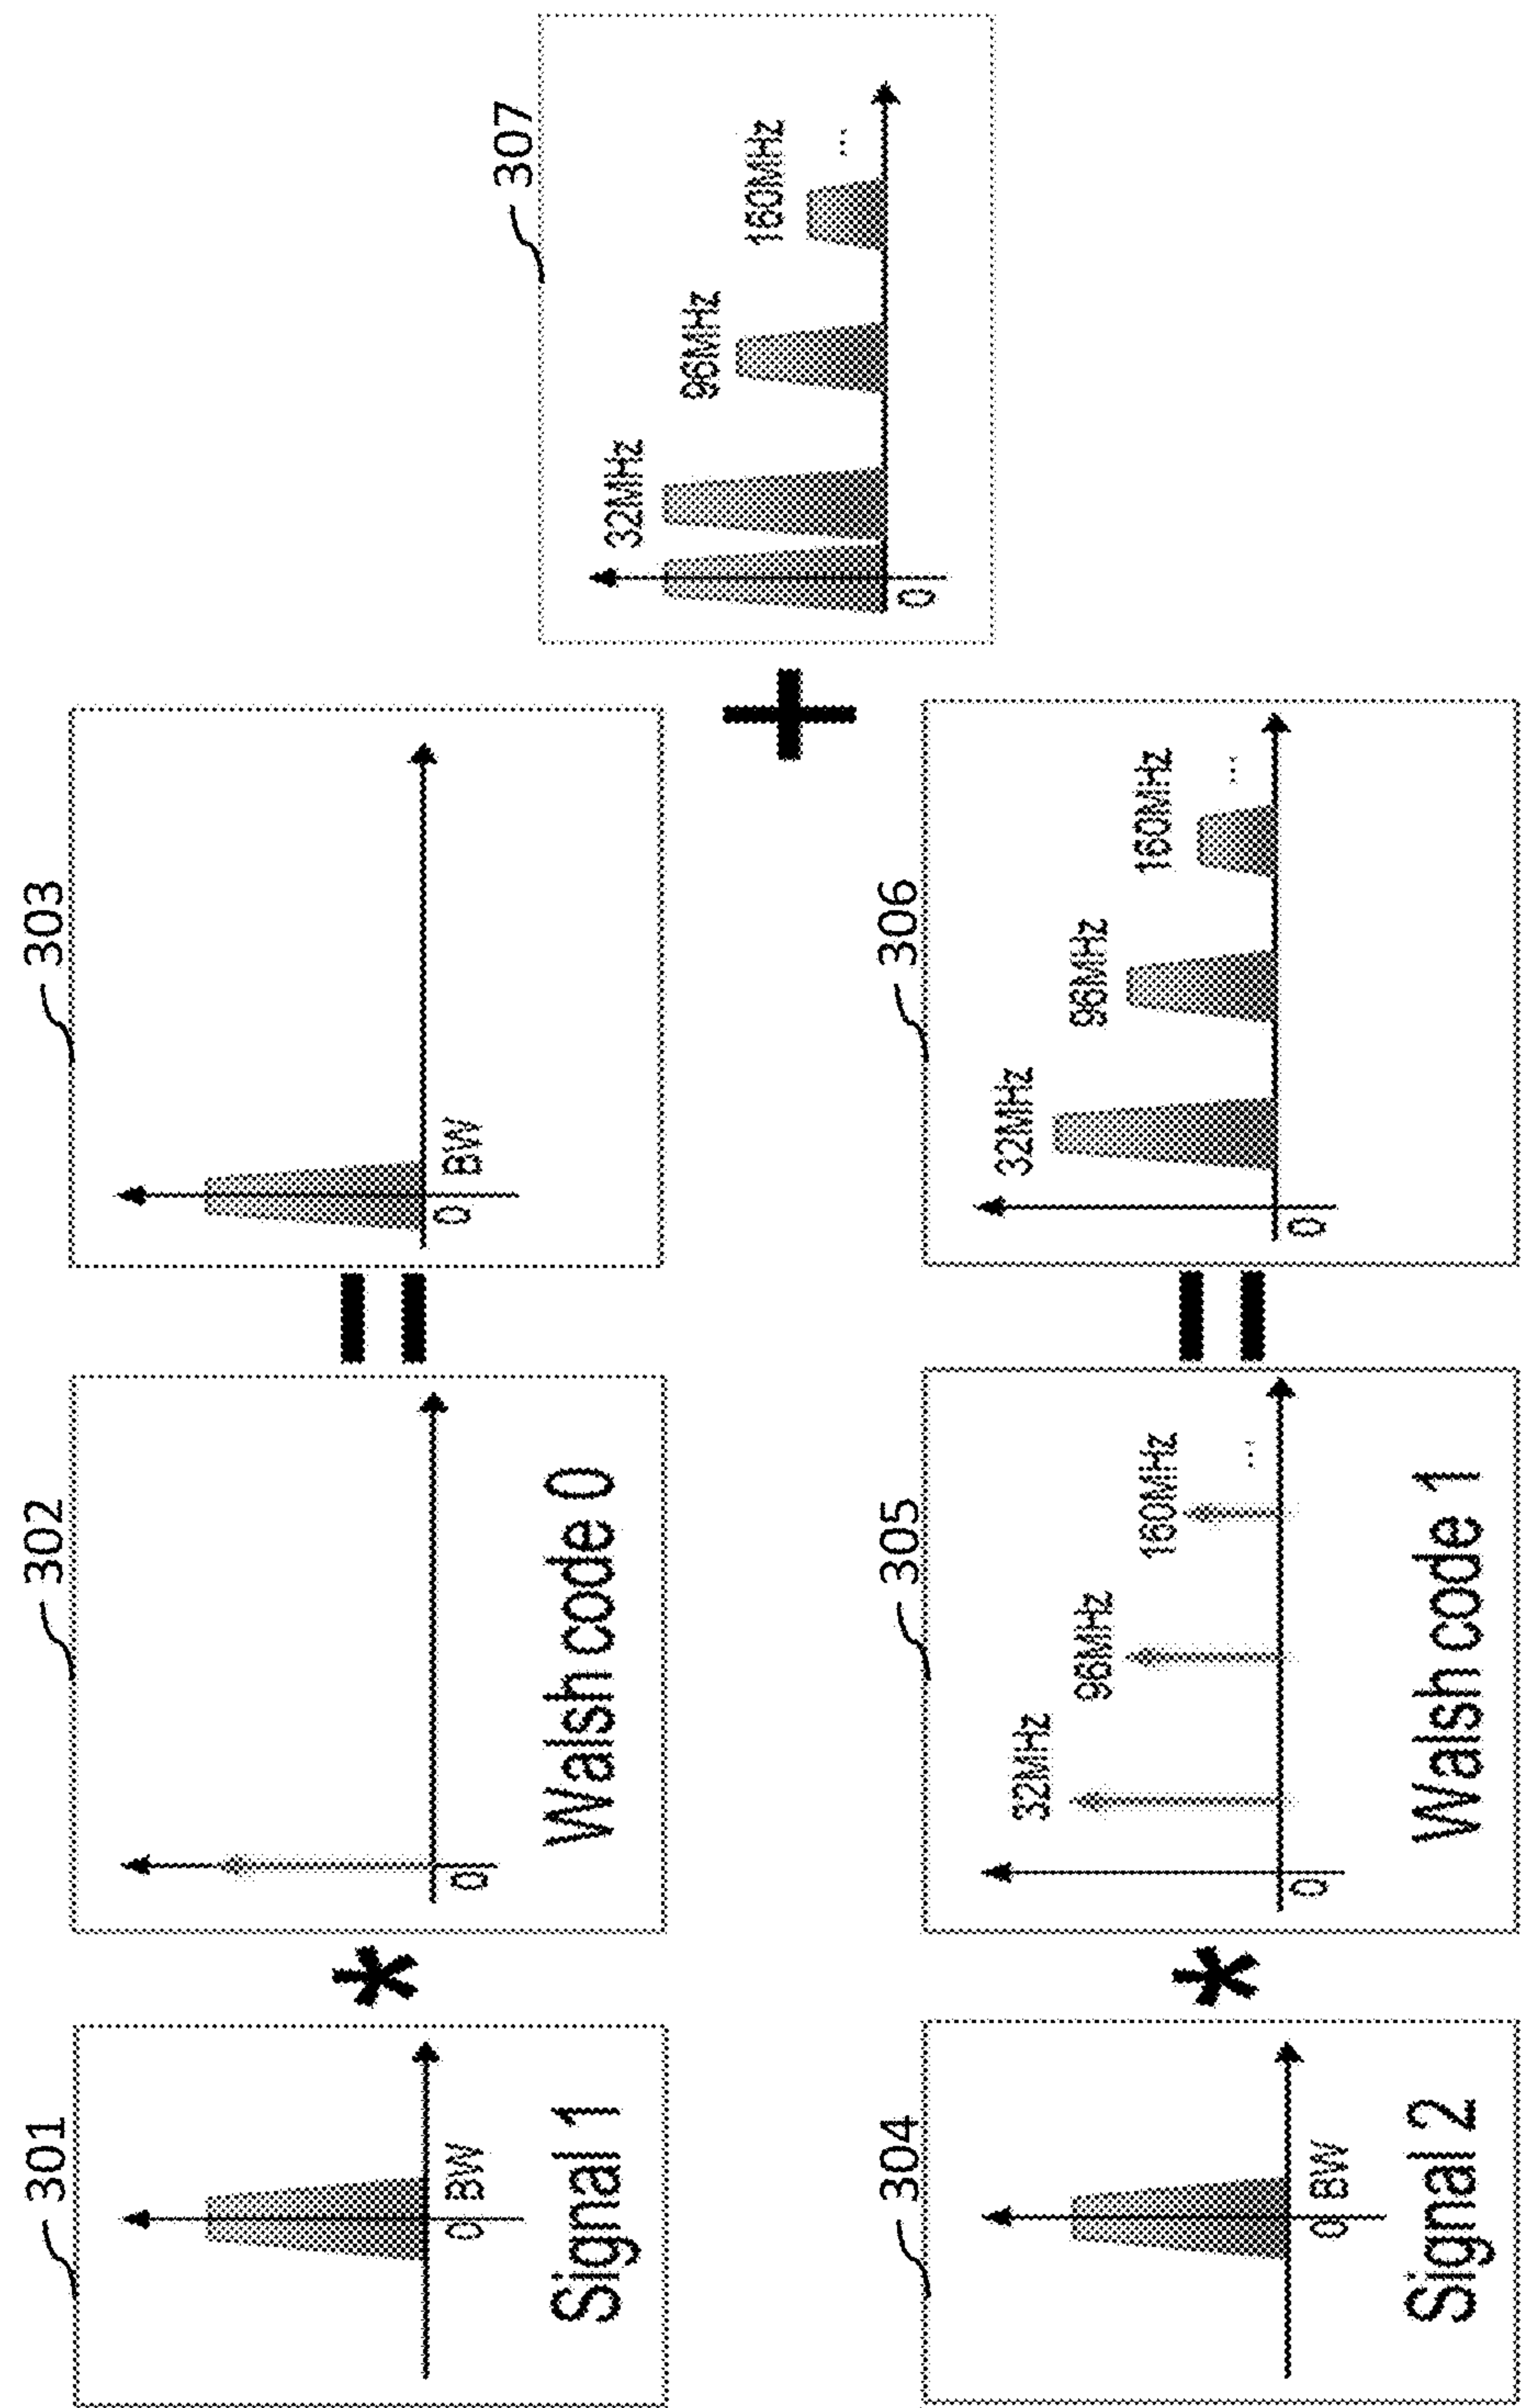 301
0 BW
Signal 1
*
302
0
Walsh code 0
=
303
0 BW
304
0 BW
Signal 2
*
305
32MHz
96MHz
160MHz
...
0
Walsh code 1
=
306
32MHz
96MHz
160MHz
...
0
+
307
32MHz
96MHz
160MHz
...
0